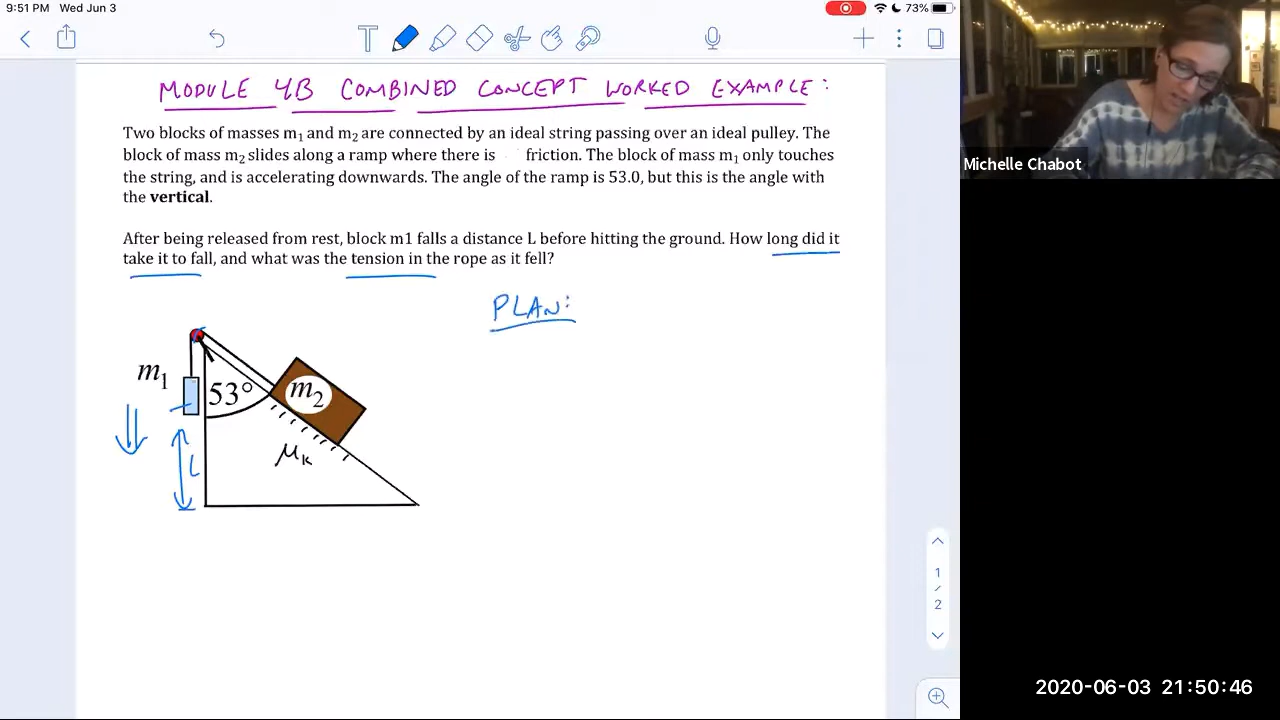 9:51 PM Wed Jun 3
73%
T
MODULE 4B COMBINED CONCEPT WORKED EXAMPLE:
Two blocks of masses m1 and m2 are connected by an ideal string passing over an ideal pulley. The
block of mass m2 slides along a ramp where there is friction. The block of mass m1 only touches
the string, and is accelerating downwards. The angle of the ramp is 53.0, but this is the angle with
the vertical.
After being released from rest, block m1 falls a distance L before hitting the ground. How long did it
take it to fall, and what was the tension in the rope as it fell?
PLAN:
m1
53°
m2
μk
L
1
/
2
Michelle Chabot
2020-06-03 21:50:46